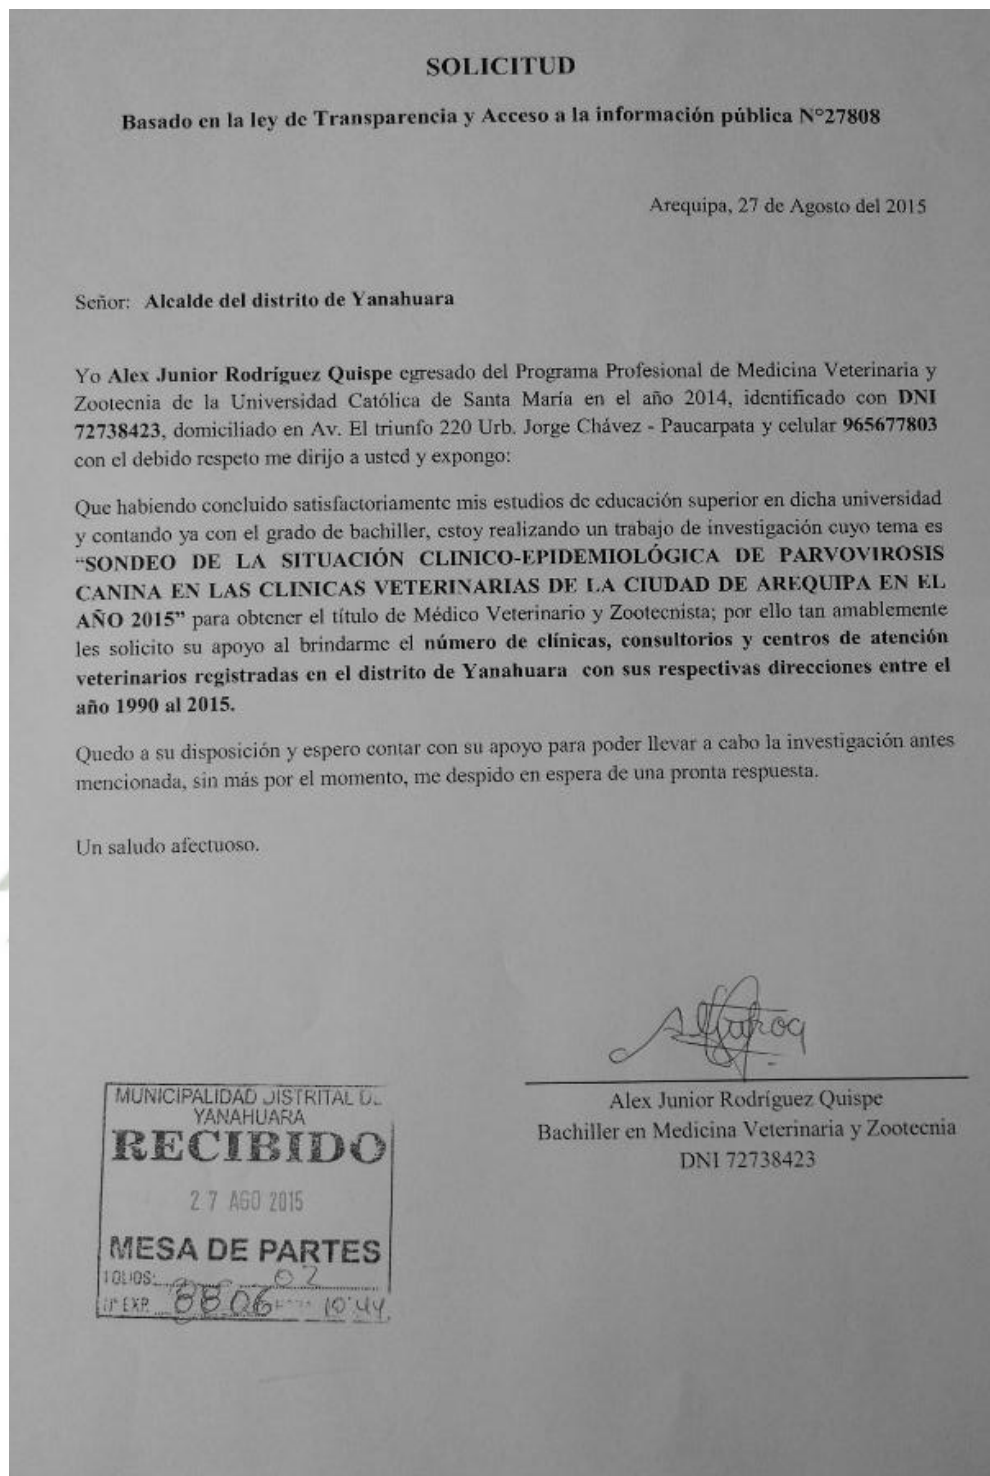 SOLICITUD
Basado en la ley de Transparencia y Acceso a la información pública N°27808
Arequipa, 27 de Agosto del 2015
Señor: Alcalde del distrito de Yanahuara
Yo Alex Junior Rodríguez Quispe egresado del Programa Profesional de Medicina Veterinaria y
Zootecnia de la Universidad Católica de Santa María en el año 2014, identificado con DNI
72738423, domiciliado en Av. El triunfo 220 Urb. Jorge Chávez - Paucarpata y celular 965677803
con el debido respeto me dirijo a usted y expongo:
Que habiendo concluido satisfactoriamente mis estudios de educación superior en dicha universidad
y contando ya con el grado de bachiller, estoy realizando un trabajo de investigación cuyo tema es
“SONDEO DE LA SITUACIÓN CLINICO-EPIDEMIOLÓGICA DE PARVOVIROSIS
CANINA EN LAS CLINICAS VETERINARIAS DE LA CIUDAD DE AREQUIPA EN EL
AÑO 2015” para obtener el título de Médico Veterinario y Zootecnista; por ello tan amablemente
les solicito su apoyo al brindarme el número de clínicas, consultorios y centros de atención
veterinarios registradas en el distrito de Yanahuara con sus respectivas direcciones entre el
año 1990 al 2015.
Quedo a su disposición y espero contar con su apoyo para poder llevar a cabo la investigación antes
mencionada, sin más por el momento, me despido en espera de una pronta respuesta.
Un saludo afectuoso.
Alex Junior Rodríguez Quispe
Bachiller en Medicina Veterinaria y Zootecnia
DNI 72738423
MUNICIPALIDAD DISTRITAL DE
YANAHUARA
RECIBIDO
27 AGO 2015
MESA DE PARTES
FOLIOS: 02
N° EXP. 8806 10:44